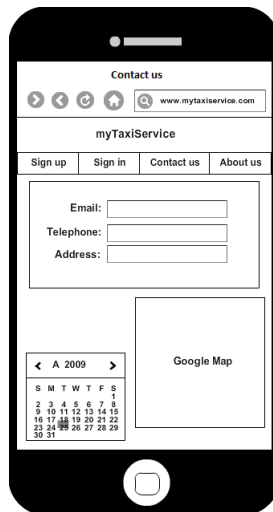 Contact us
www.mytaxiservice.com
myTaxiService
Sign up Sign in Contact us About us
Email:
Telephone:
Address:
Google Map
A 2009
S M T W T F S
1
2 3 4 5 6 7 8
9 10 11 12 13 14 15
16 17 18 19 20 21 22
23 24 25 26 27 28 29
30 31